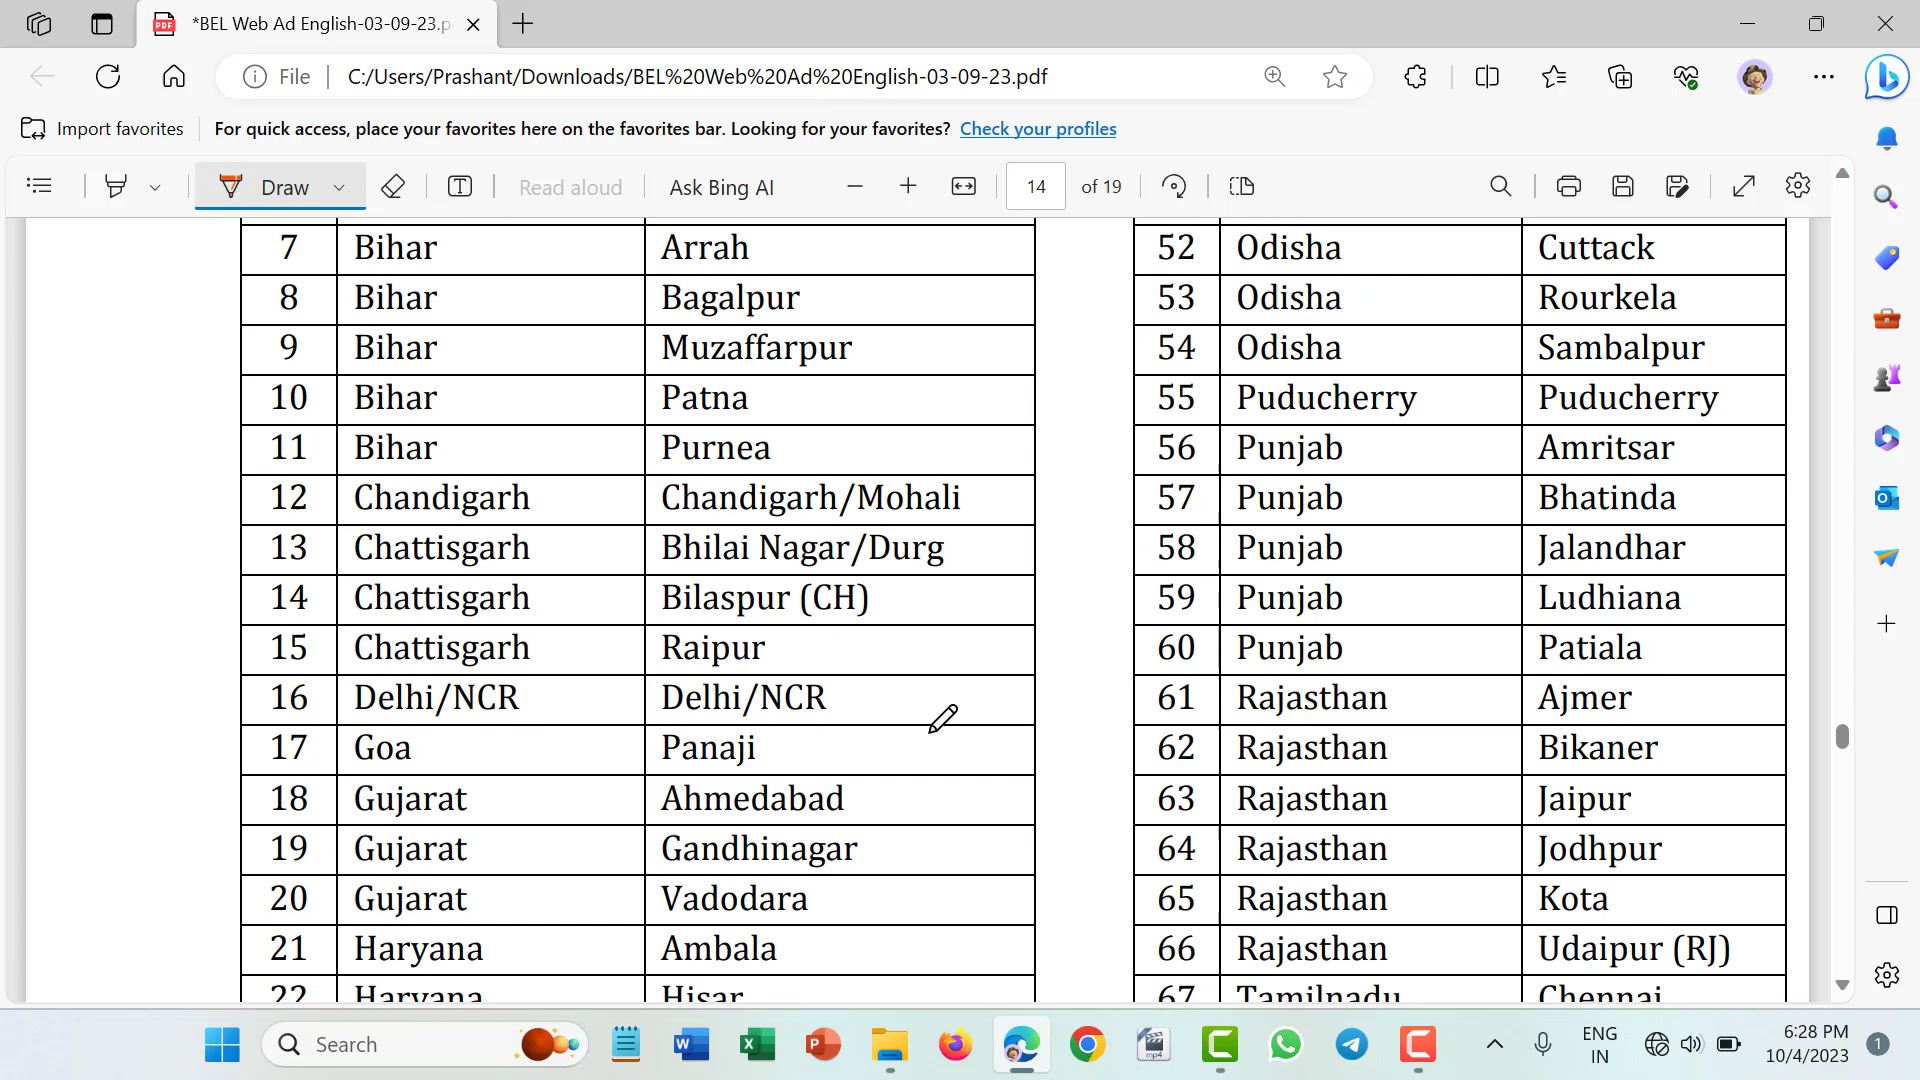 *BEL Web Ad English-03-09-23.p
File
C:/Users/Prashant/Downloads/BEL%20Web%20Ad%20English-03-09-23.pdf
Import favorites
For quick access, place your favorites here on the favorites bar. Looking for your favorites? Check your profiles
Draw
Read aloud
Ask Bing AI
14 of 19
7 Bihar Arrah 52 Odisha Cuttack
8 Bihar Bagalpur 53 Odisha Rourkela
9 Bihar Muzaffarpur 54 Odisha Sambalpur
10 Bihar Patna 55 Puducherry Puducherry
11 Bihar Purnea 56 Punjab Amritsar
12 Chandigarh Chandigarh/Mohali 57 Punjab Bhatinda
13 Chattisgarh Bhilai Nagar/Durg 58 Punjab Jalandhar
14 Chattisgarh Bilaspur (CH) 59 Punjab Ludhiana
15 Chattisgarh Raipur 60 Punjab Patiala
16 Delhi/NCR Delhi/NCR 61 Rajasthan Ajmer
17 Goa Panaji 62 Rajasthan Bikaner
18 Gujarat Ahmedabad 63 Rajasthan Jaipur
19 Gujarat Gandhinagar 64 Rajasthan Jodhpur
20 Gujarat Vadodara 65 Rajasthan Kota
21 Haryana Ambala 66 Rajasthan Udaipur (RJ)
22 Haryana Hisar 67 Tamilnadu Chennai
Search
ENG
IN
6:28 PM
10/4/2023
1